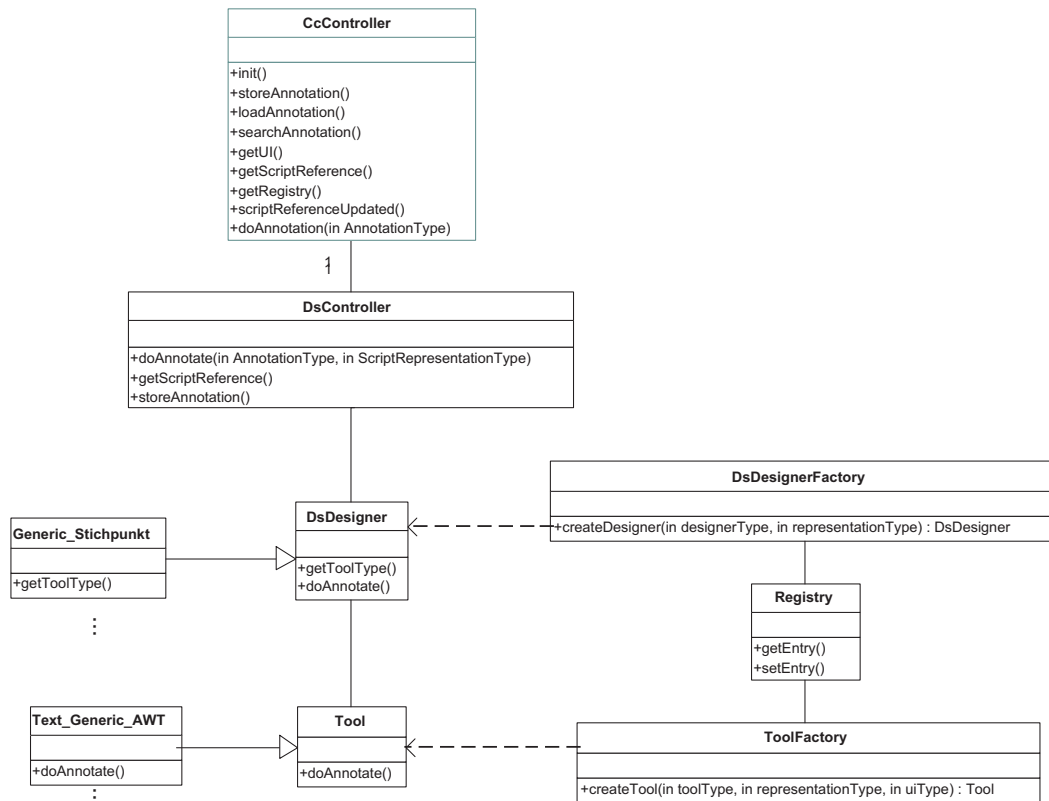 CcController
+init()
+storeAnnotation()
+loadAnnotation()
+searchAnnotation()
+getUI()
+getScriptReference()
+getRegistry()
+scriptReferenceUpdated()
+doAnnotation(in AnnotationType)
1
1
DsController
+doAnnotate(in AnnotationType, in ScriptRepresentationType)
+getScriptReference()
+storeAnnotation()
DsDesignerFactory
+createDesigner(in designerType, in representationType) : DsDesigner
DsDesigner
+getToolType()
+doAnnotate()
Generic_Stichpunkt
+getToolType()
...
Registry
+getEntry()
+setEntry()
Text_Generic_AWT
+doAnnotate()
...
Tool
+doAnnotate()
ToolFactory
+createTool(in toolType, in representationType, in uiType) : Tool